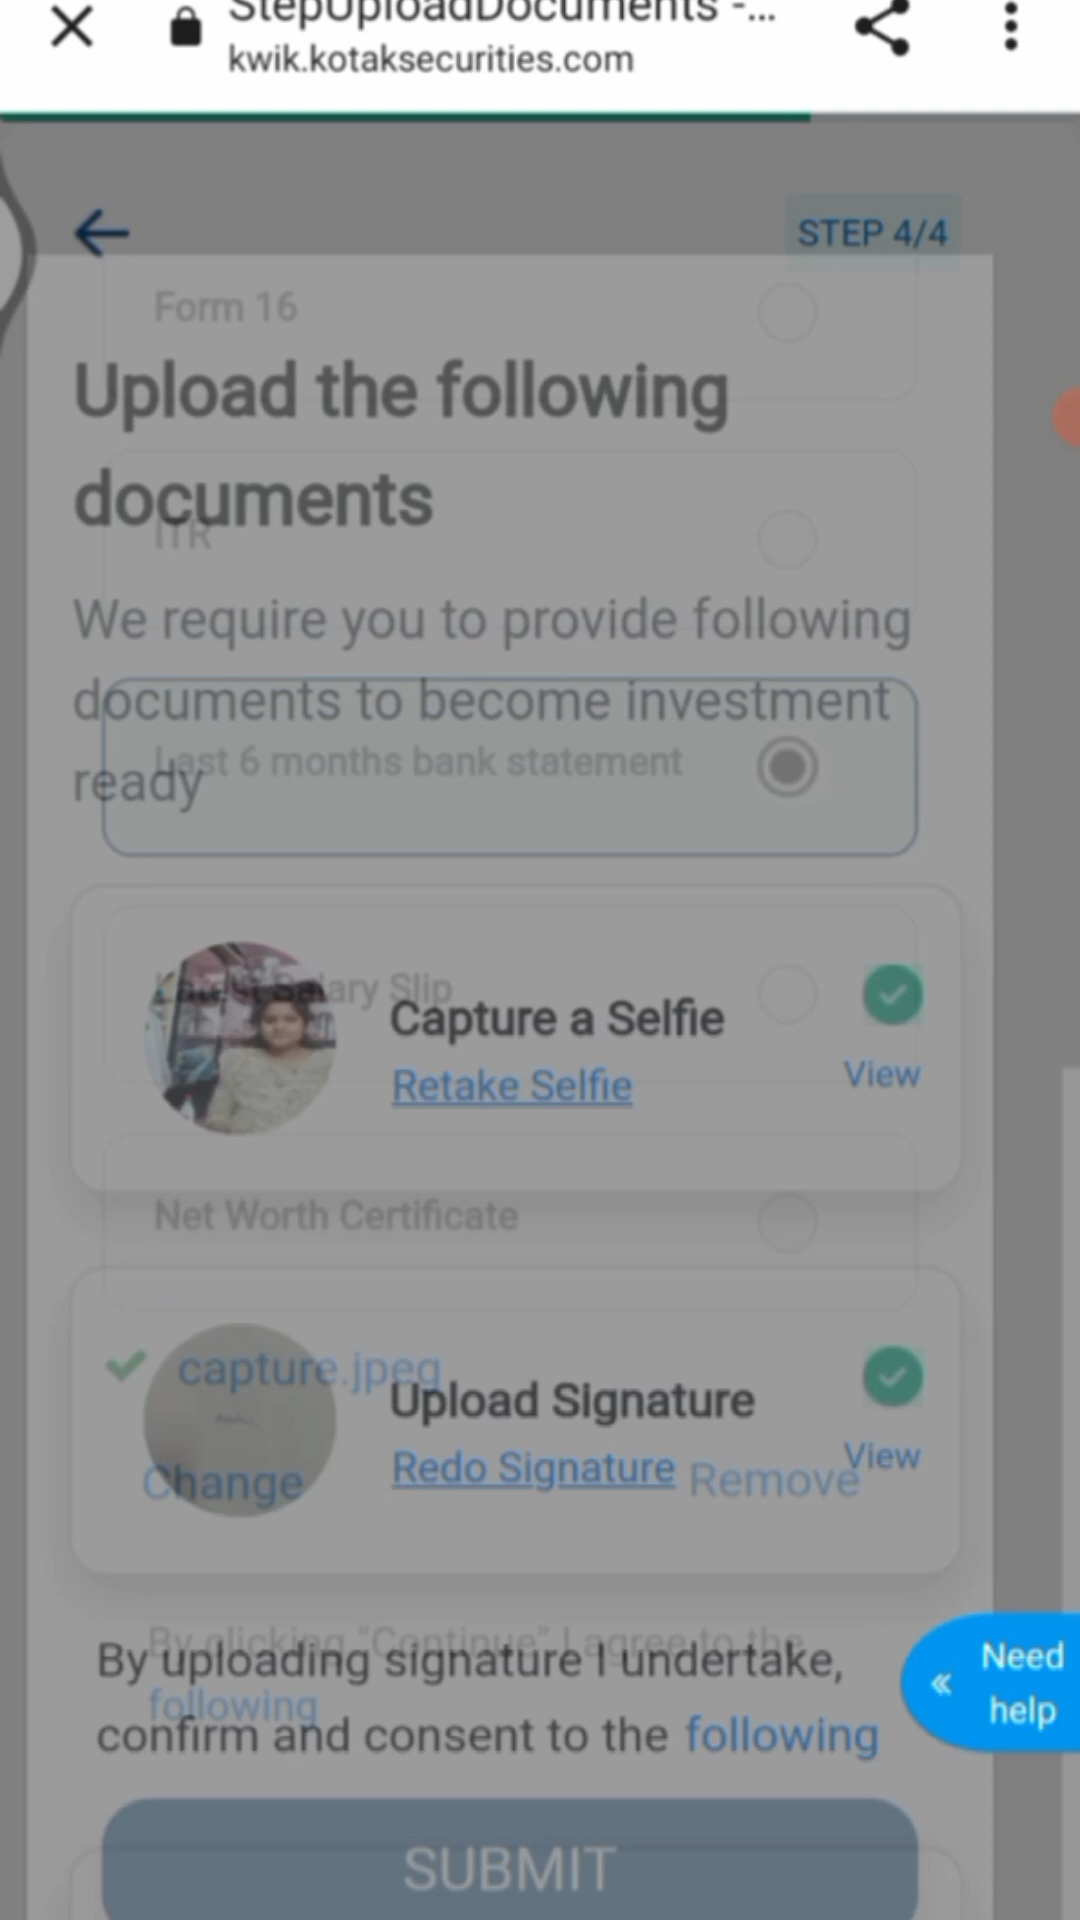 StepUploadDocuments -...
kwik.kotaksecurities.com
STEP 4/4
Form 16
Upload the following
documents
ITR
We require you to provide following
documents to become investment
Last 6 months bank statement
ready
Latest Salary Slip
Capture a Selfie
Retake Selfie
View
Net Worth Certificate
capture.jpeg
Upload Signature
Redo Signature
View
Change
Remove
By clicking "Continue" I agree to the
following
By uploading signature I undertake,
confirm and consent to the following
Need
help
SUBMIT